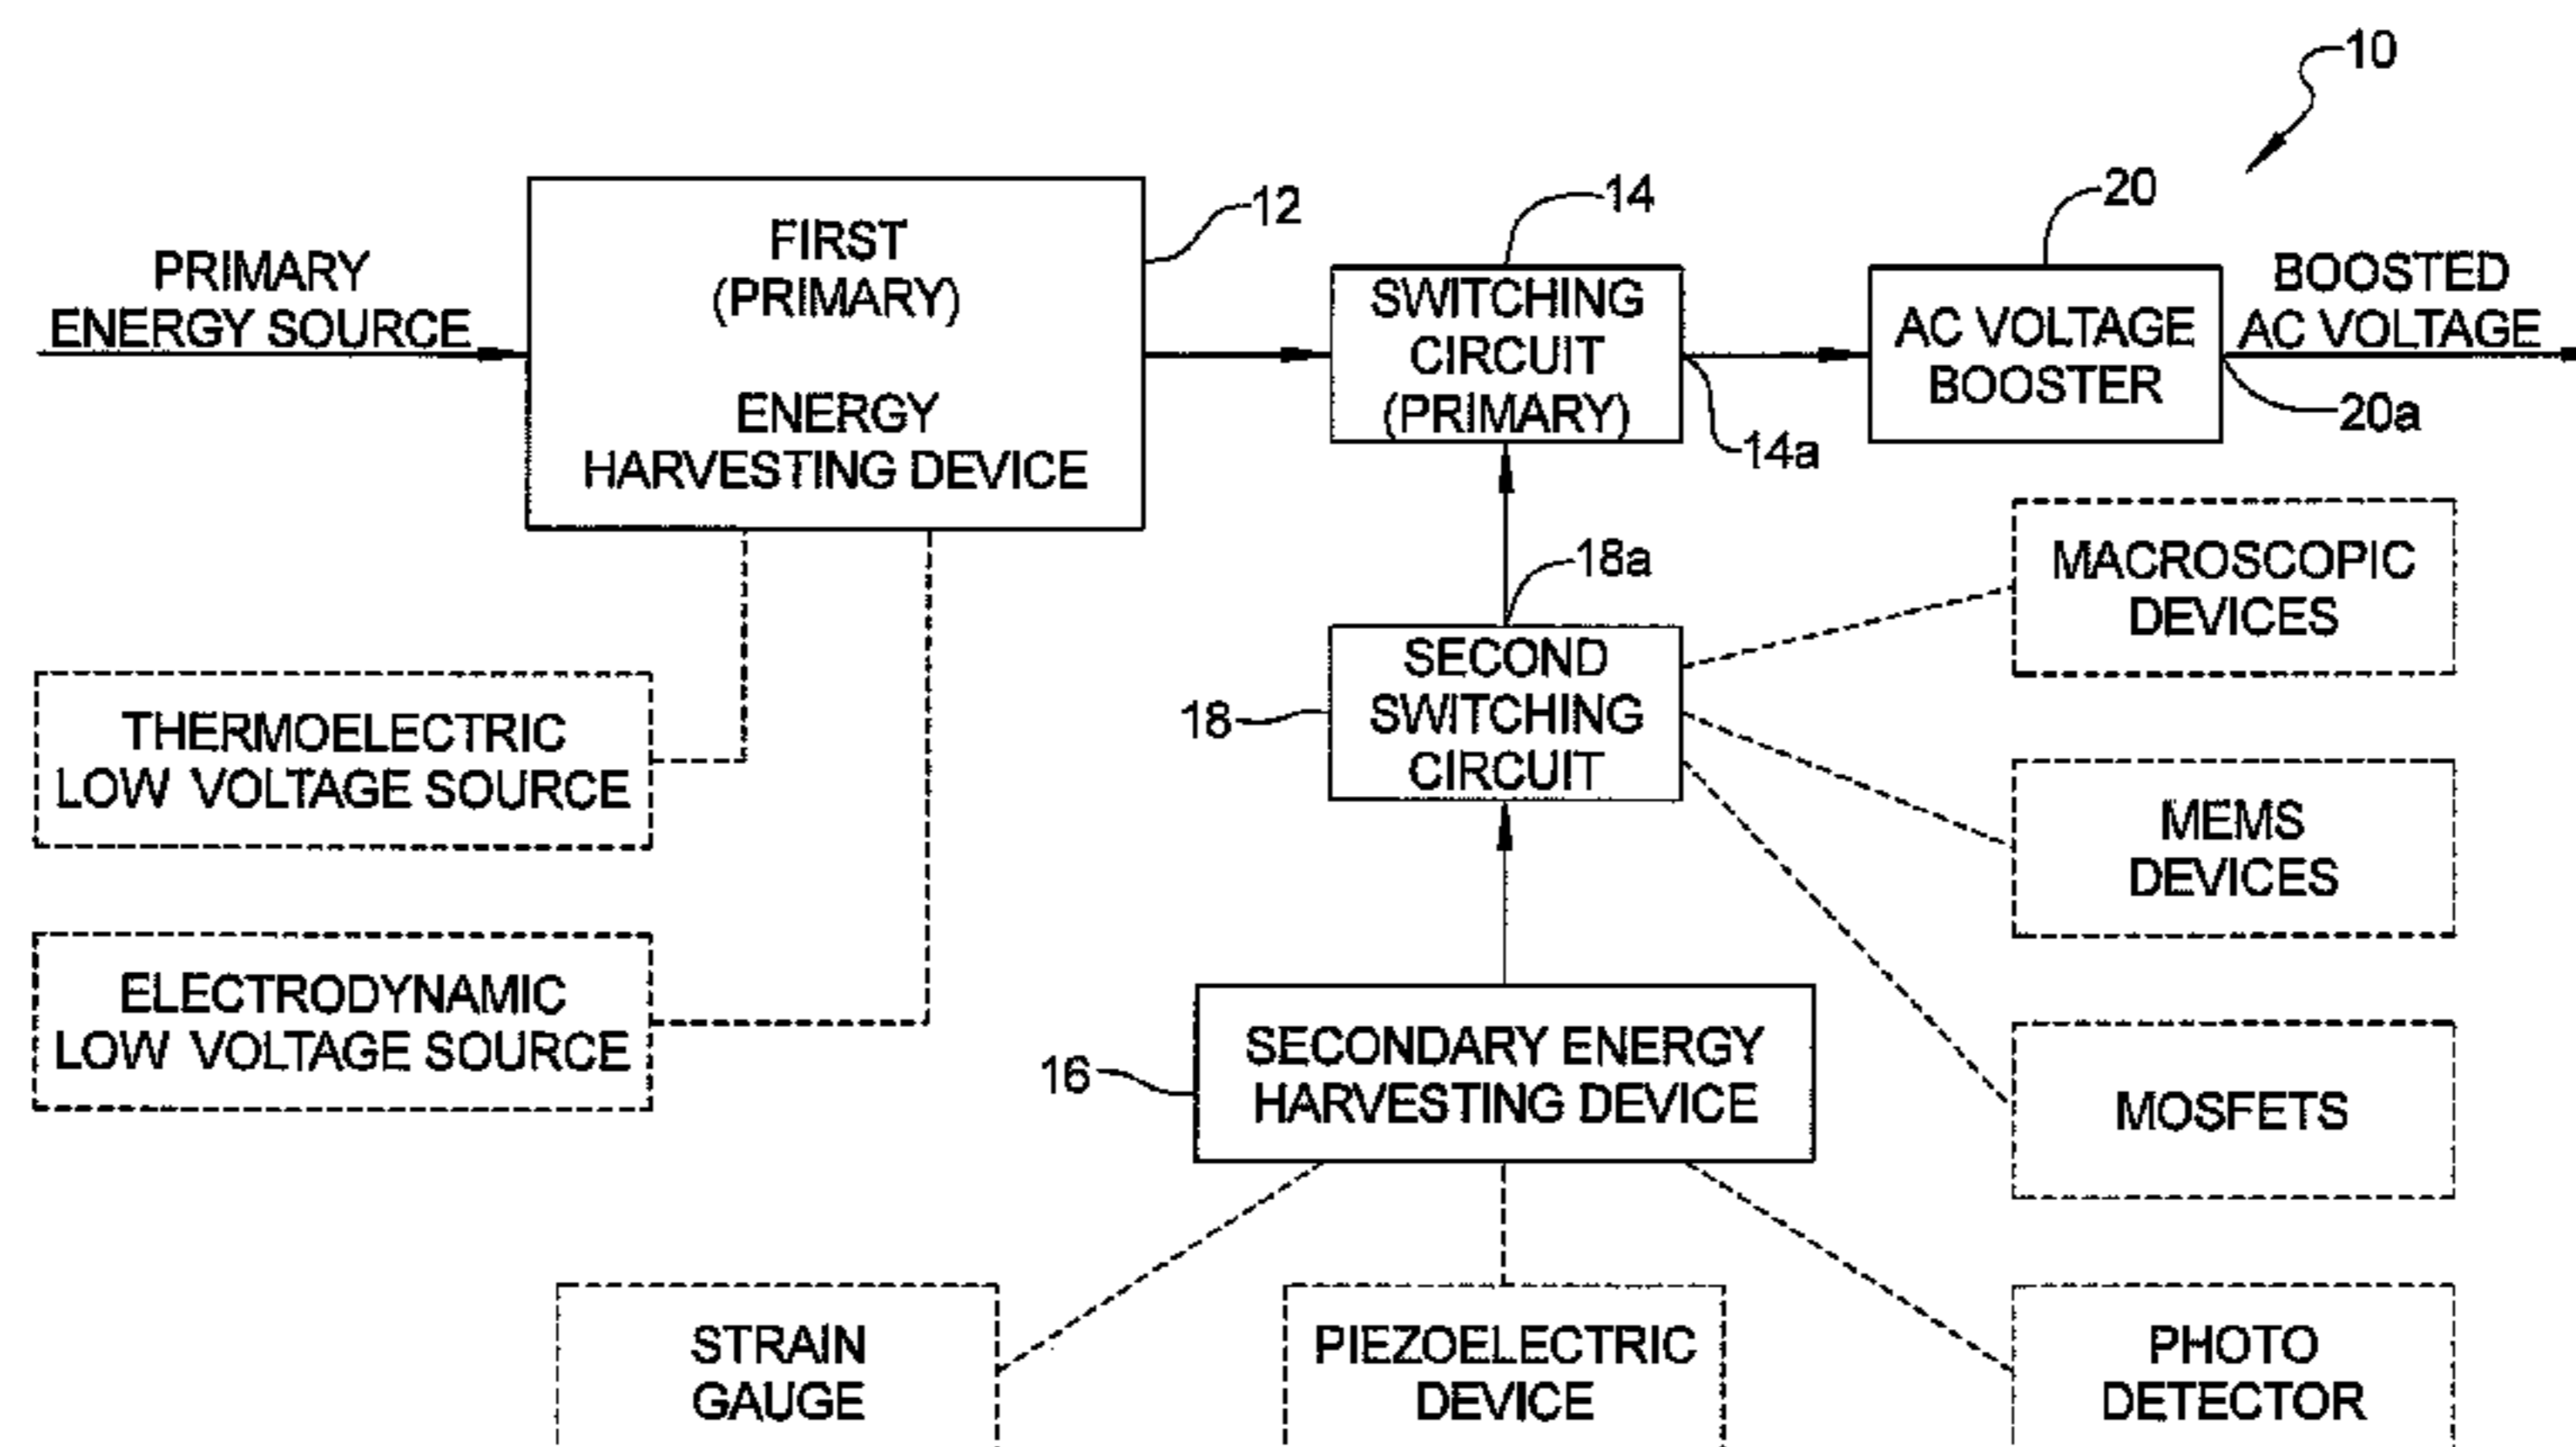 10
PRIMARY
ENERGY SOURCE
FIRST
(PRIMARY)
ENERGY
HARVESTING DEVICE
12
SWITCHING
CIRCUIT
(PRIMARY)
14
14a
AC VOLTAGE
BOOSTER
20
BOOSTED
AC VOLTAGE
20a
THERMOELECTRIC
LOW VOLTAGE SOURCE
ELECTRODYNAMIC
LOW VOLTAGE SOURCE
18a
18
SECOND
SWITCHING
CIRCUIT
MACROSCOPIC
DEVICES
MEMS
DEVICES
MOSFETS
16
SECONDARY ENERGY
HARVESTING DEVICE
STRAIN
GAUGE
PIEZOELECTRIC
DEVICE
PHOTO
DETECTOR